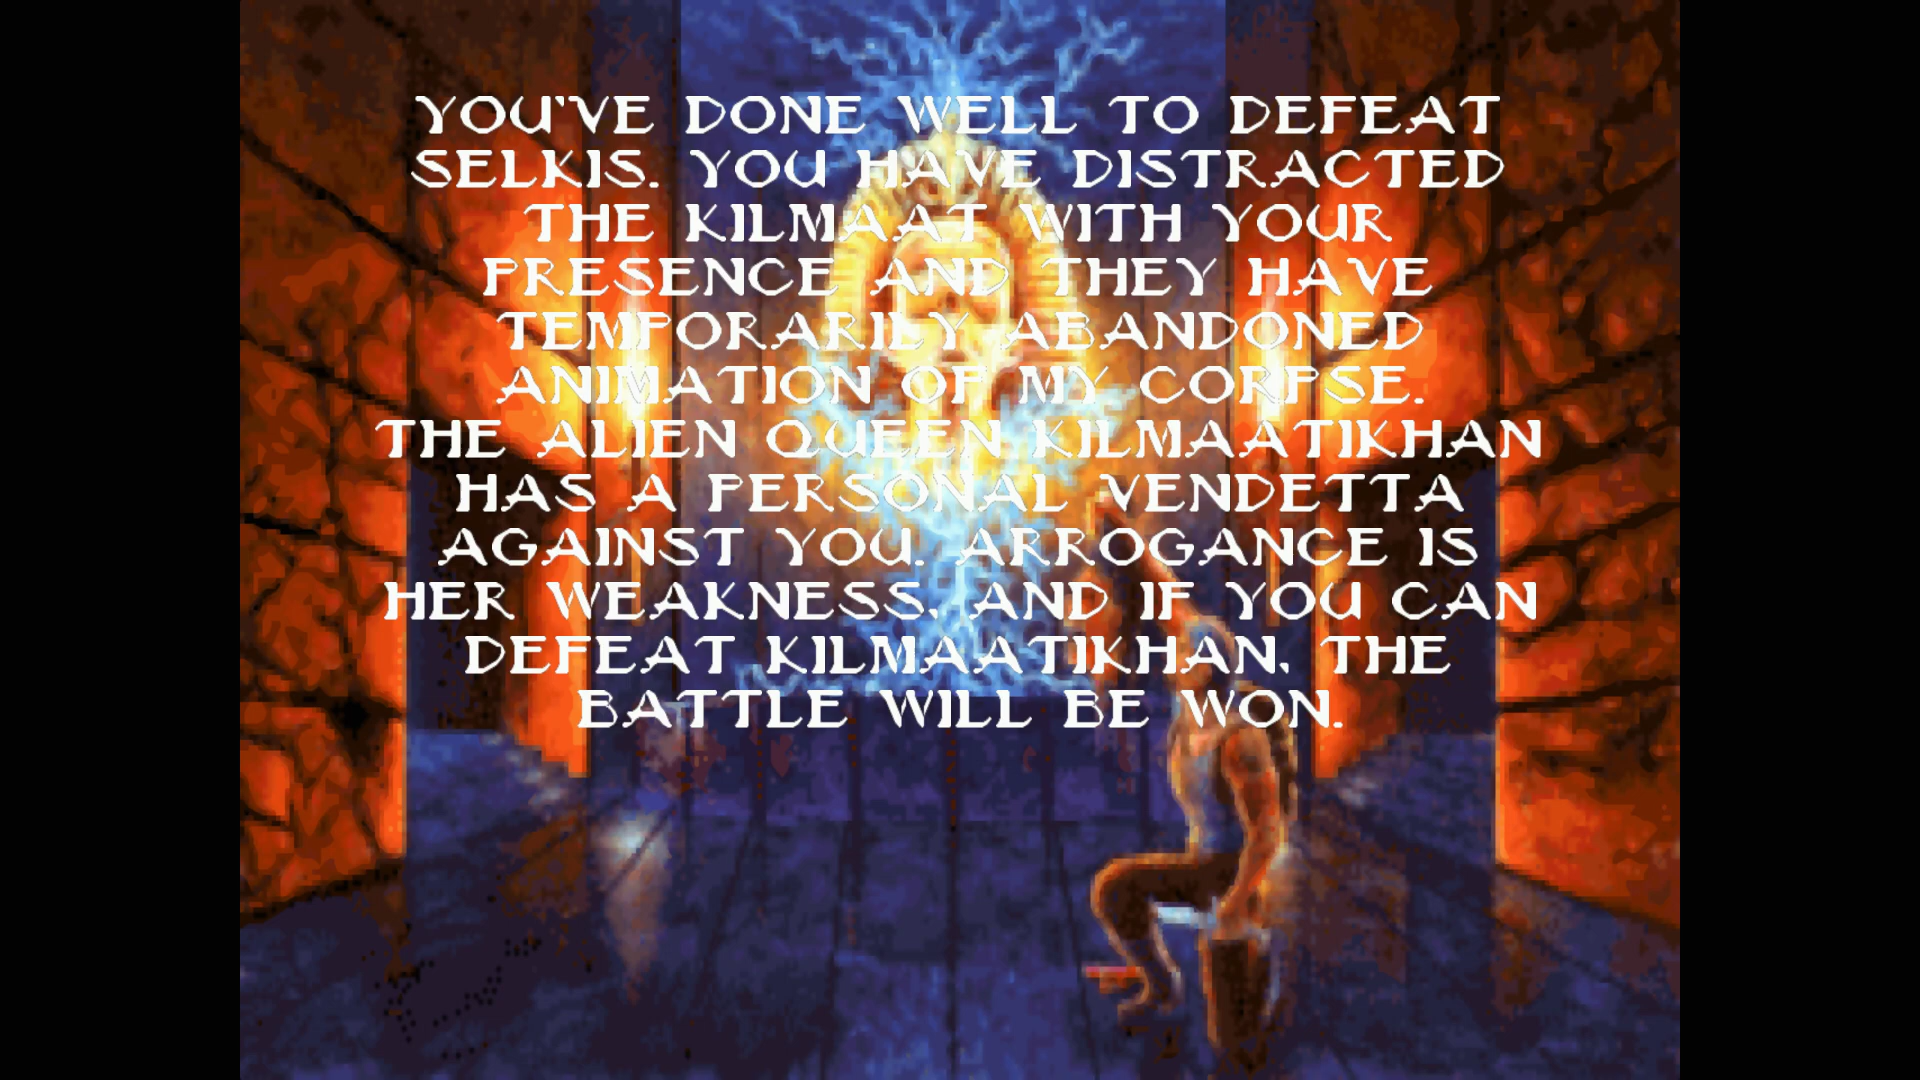 YOU'VE DONE WELL TO DEFEAT
SELKIS. YOU HAVE DISTRACTED
THE KILMAAT WITH YOUR
PRESENCE AND THEY HAVE
TEMPORARILY ABANDONED
ANIMATION OF MY CORPSE.
THE ALIEN QUEEN KILMAATIKHAN
HAS A PERSONAL VENDETTA
AGAINST YOU. ARROGANCE IS
HER WEAKNESS, AND IF YOU CAN
DEFEAT KILMAATIKHAN, THE
BATTLE WILL BE WON.